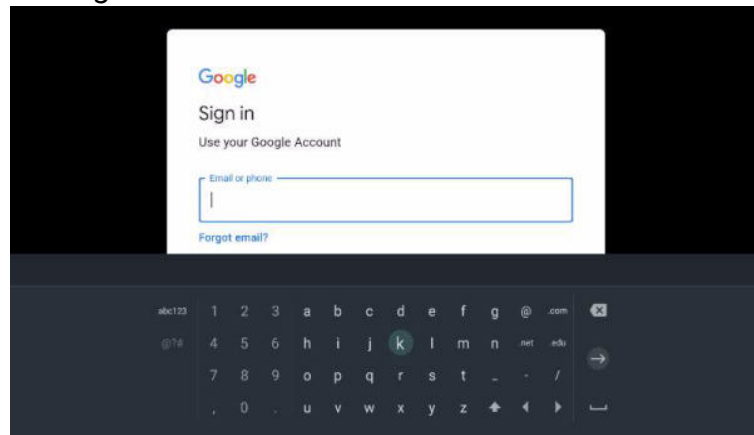 Google
Sign in
Use your Google Account
Email or phone
Forgot email?
abc123 1 2 3 a b c d e f g @ .com
@?# 4 5 6 h i j k l m n .net .edu
7 8 9 o p q r s t _ - /
, 0 . u v w x y z